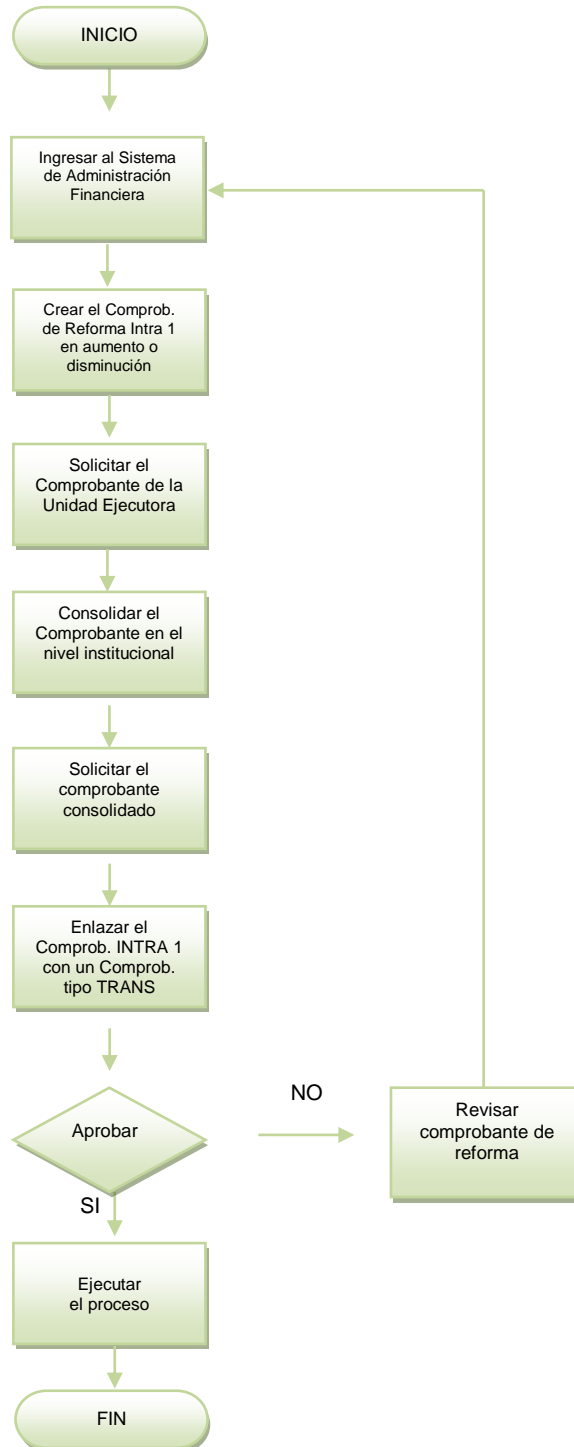 INICIO
Ingresar al Sistema
de Administración
Financiera
Crear el Comprob.
de Reforma Intra 1
en aumento o
disminución
Solicitar el
Comprobante de la
Unidad Ejecutora
Consolidar el
Comprobante en el
nivel institucional
Solicitar el
comprobante
consolidado
Enlazar el
Comprob. INTRA 1
con un Comprob.
tipo TRANS
Aprobar
NO
Revisar
comprobante de
reforma
SI
Ejecutar
el proceso
FIN